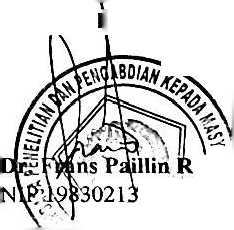 PENELITIAN DAN PENGABDIAN KEPADA MASY
Dr. Frans Paillin R
NIP 19830213